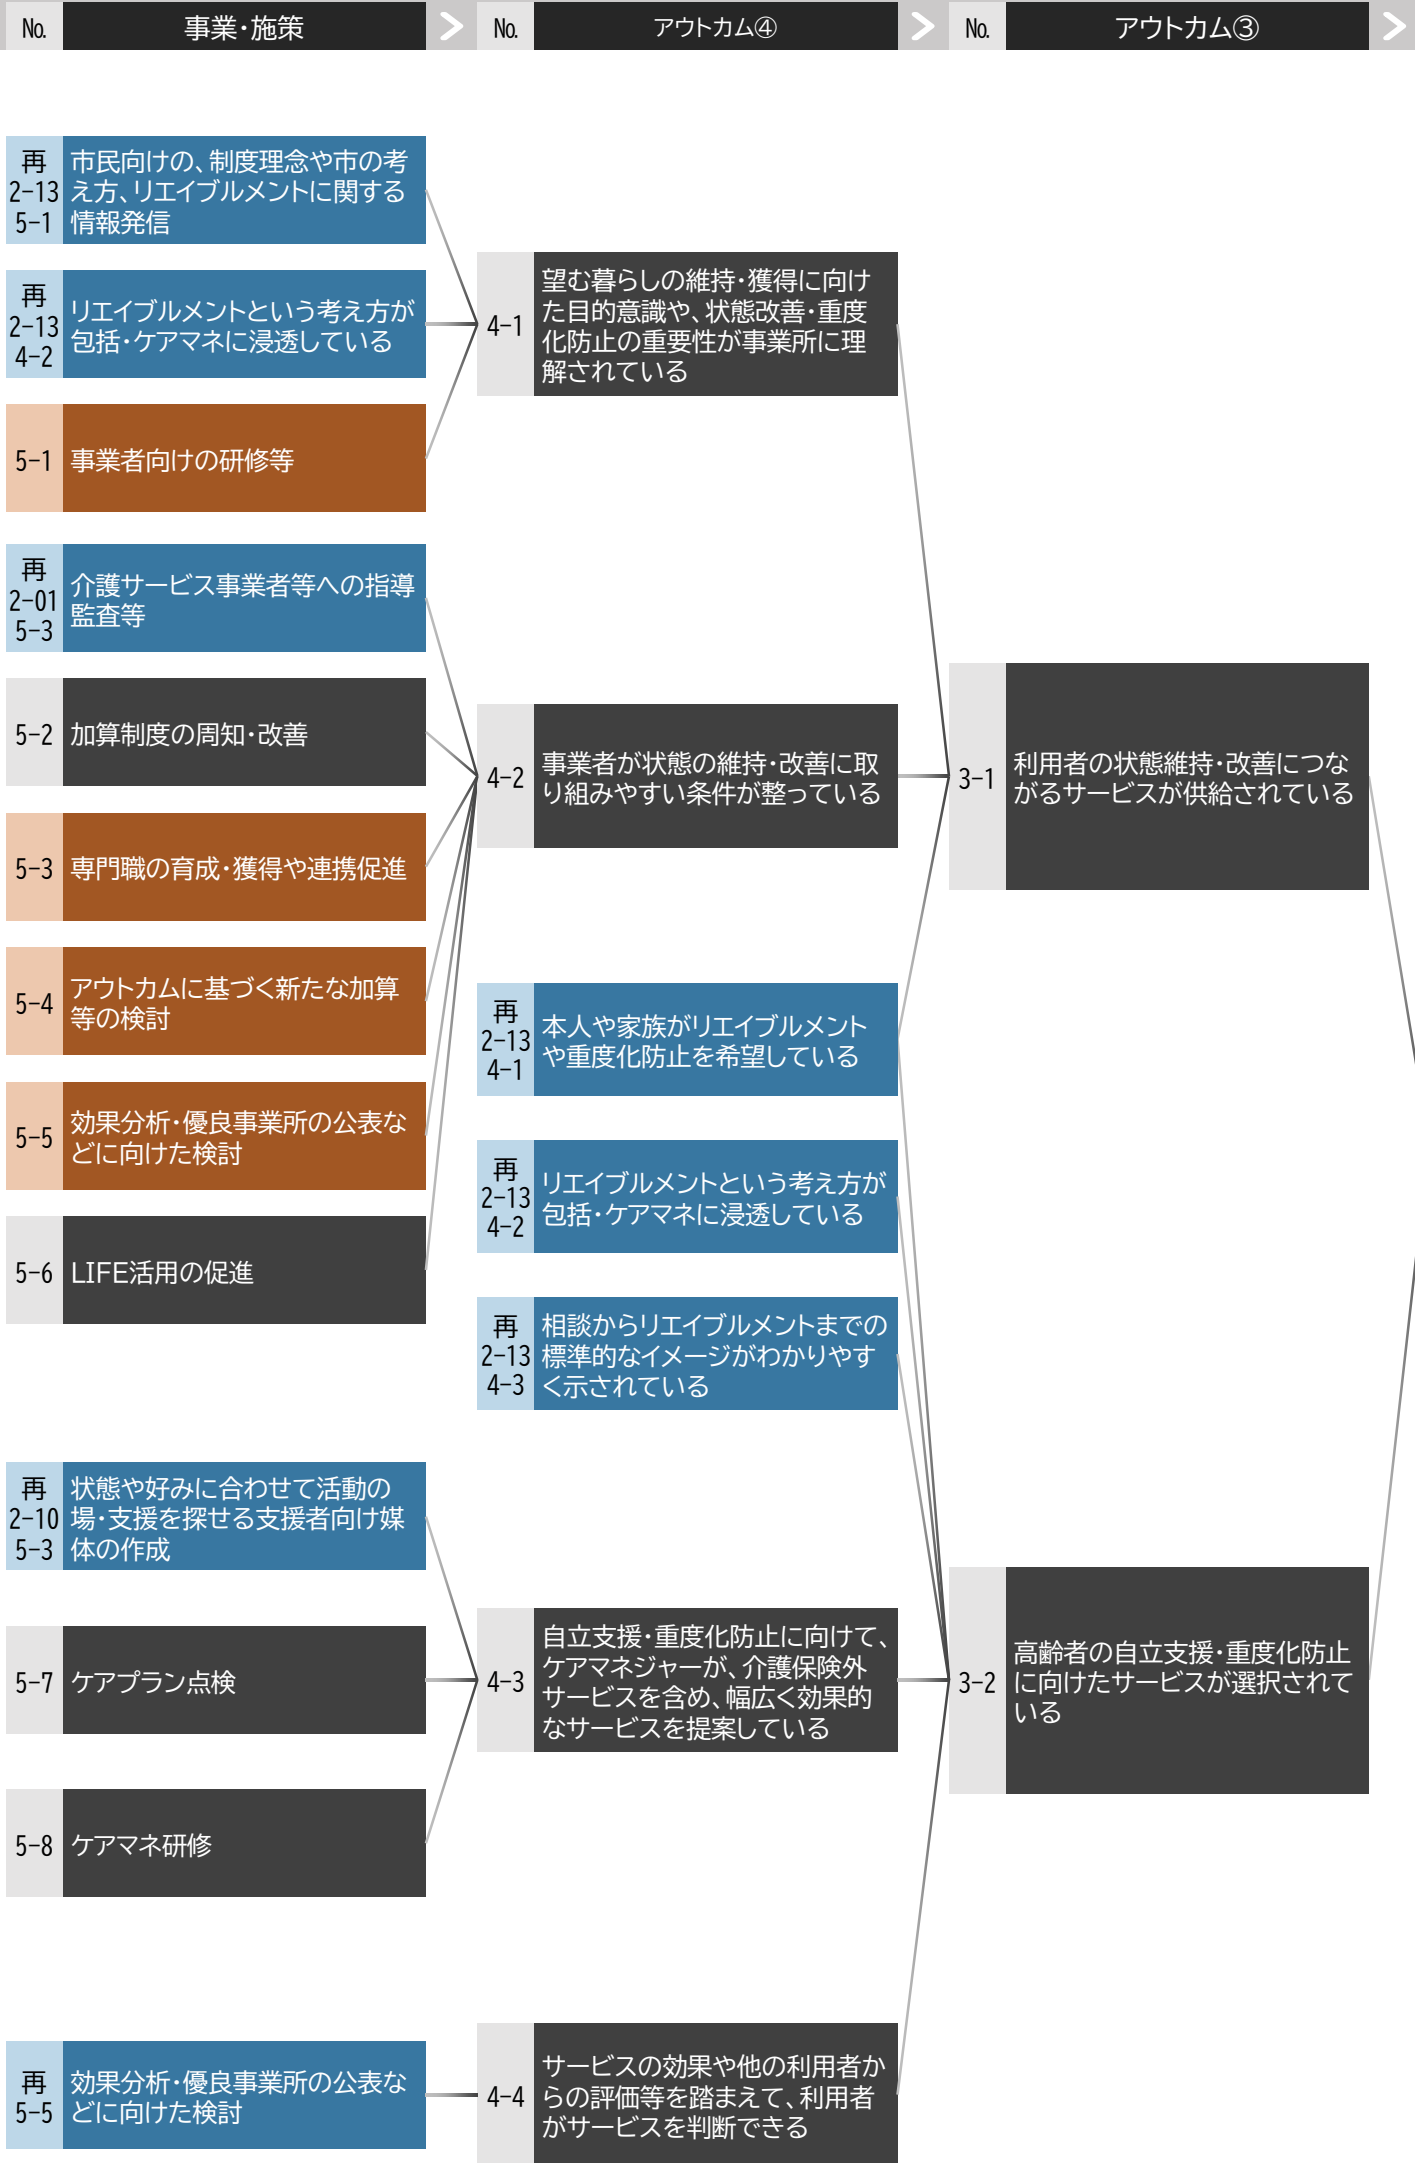 No. 事業・施策 No. アウトカム④ No. アウトカム③
再
2-13
5-1
市民向けの、制度理念や市の考
え方、リエイブルメントに関する
情報発信
再
2-13
4-2
リエイブルメントという考え方が
包括・ケアマネに浸透している
5-1
事業者向けの研修等
再
2-01
5-3
介護サービス事業者等への指導
監査等
5-2
加算制度の周知・改善
5-3
専門職の育成・獲得や連携促進
5-4
アウトカムに基づく新たな加算
等の検討
5-5
効果分析・優良事業所の公表な
どに向けた検討
5-6
LIFE活用の促進
再
2-10
5-3
状態や好みに合わせて活動の
場・支援を探せる支援者向け媒
体の作成
5-7
ケアプラン点検
5-8
ケアマネ研修
再
5-5
効果分析・優良事業所の公表な
どに向けた検討
4-1
望む暮らしの維持・獲得に向け
た目的意識や、状態改善・重度
化防止の重要性が事業所に理
解されている
4-2
事業者が状態の維持・改善に取
り組みやすい条件が整っている
再
2-13
4-1
本人や家族がリエイブルメント
や重度化防止を希望している
再
2-13
4-2
リエイブルメントという考え方が
包括・ケアマネに浸透している
再
2-13
4-3
相談からリエイブルメントまでの
標準的なイメージがわかりやす
く示されている
4-3
自立支援・重度化防止に向けて、
ケアマネジャーが、介護保険外
サービスを含め、幅広く効果的
なサービスを提案している
4-4
サービスの効果や他の利用者か
らの評価等を踏まえて、利用者
がサービスを判断できる
3-1
利用者の状態維持・改善につな
がるサービスが供給されている
3-2
高齢者の自立支援・重度化防止
に向けたサービスが選択されて
いる